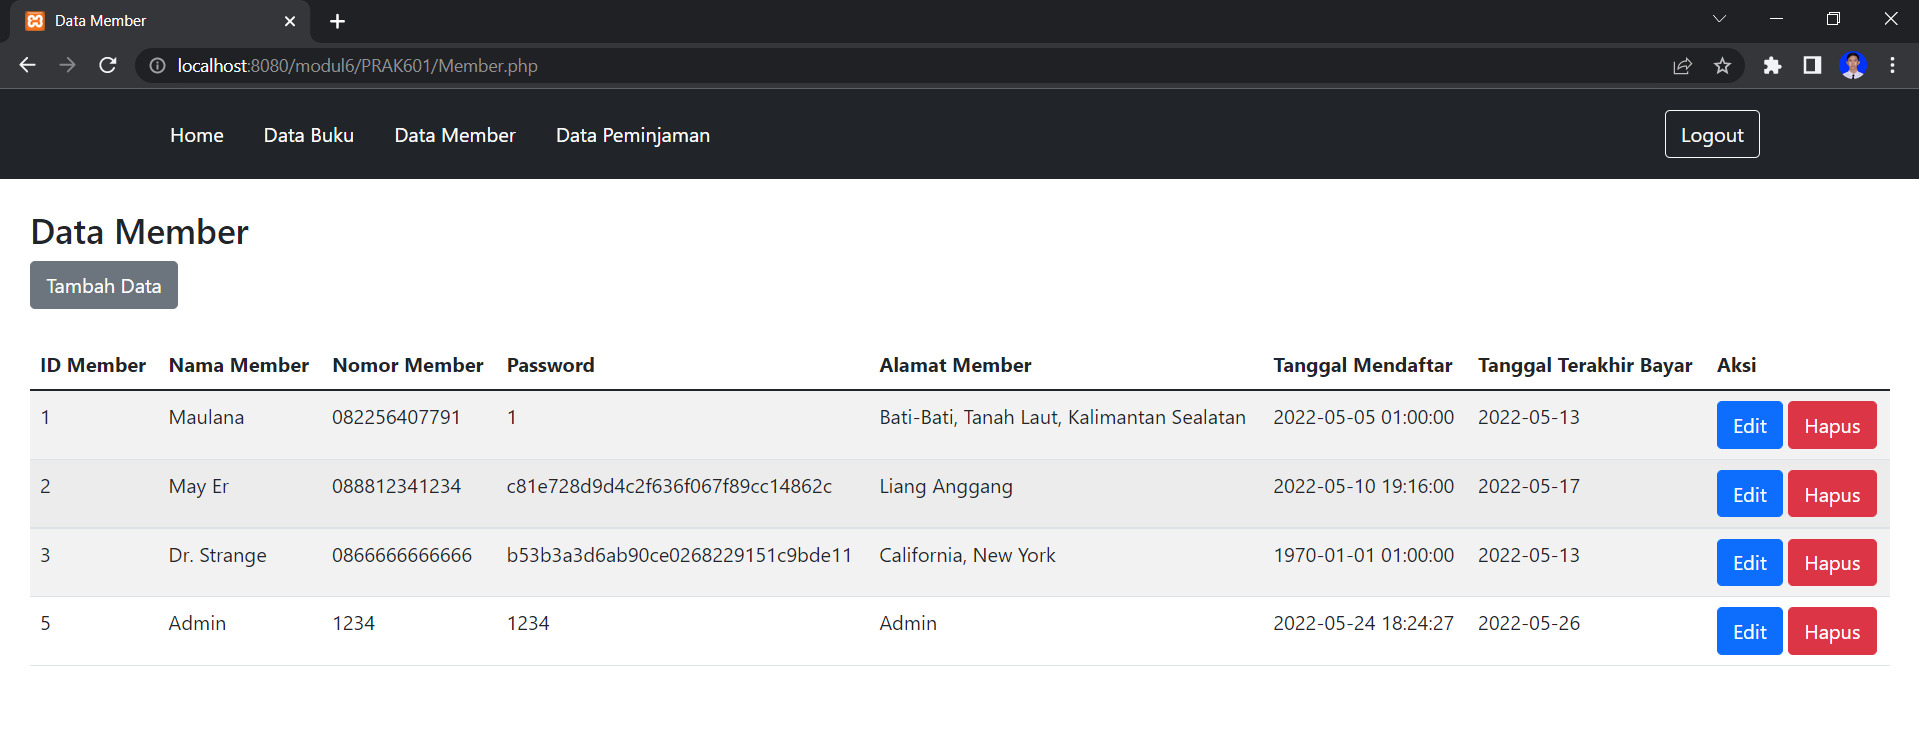 Data Member
localhost:8080/modul6/PRAK601/Member.php
Home Data Buku Data Member Data Peminjaman Logout
Data Member
Tambah Data
ID Member Nama Member Nomor Member Password Alamat Member Tanggal Mendaftar Tanggal Terakhir Bayar Aksi
1 Maulana 082256407791 1 Bati-Bati, Tanah Laut, Kalimantan Sealatan 2022-05-05 01:00:00 2022-05-13 Edit Hapus
2 May Er 088812341234 c81e728d9d4c2f636f067f89cc14862c Liang Anggang 2022-05-10 19:16:00 2022-05-17 Edit Hapus
3 Dr. Strange 0866666666666 b53b3a3d6ab90ce0268229151c9bde11 California, New York 1970-01-01 01:00:00 2022-05-13 Edit Hapus
5 Admin 1234 1234 Admin 2022-05-24 18:24:27 2022-05-26 Edit Hapus